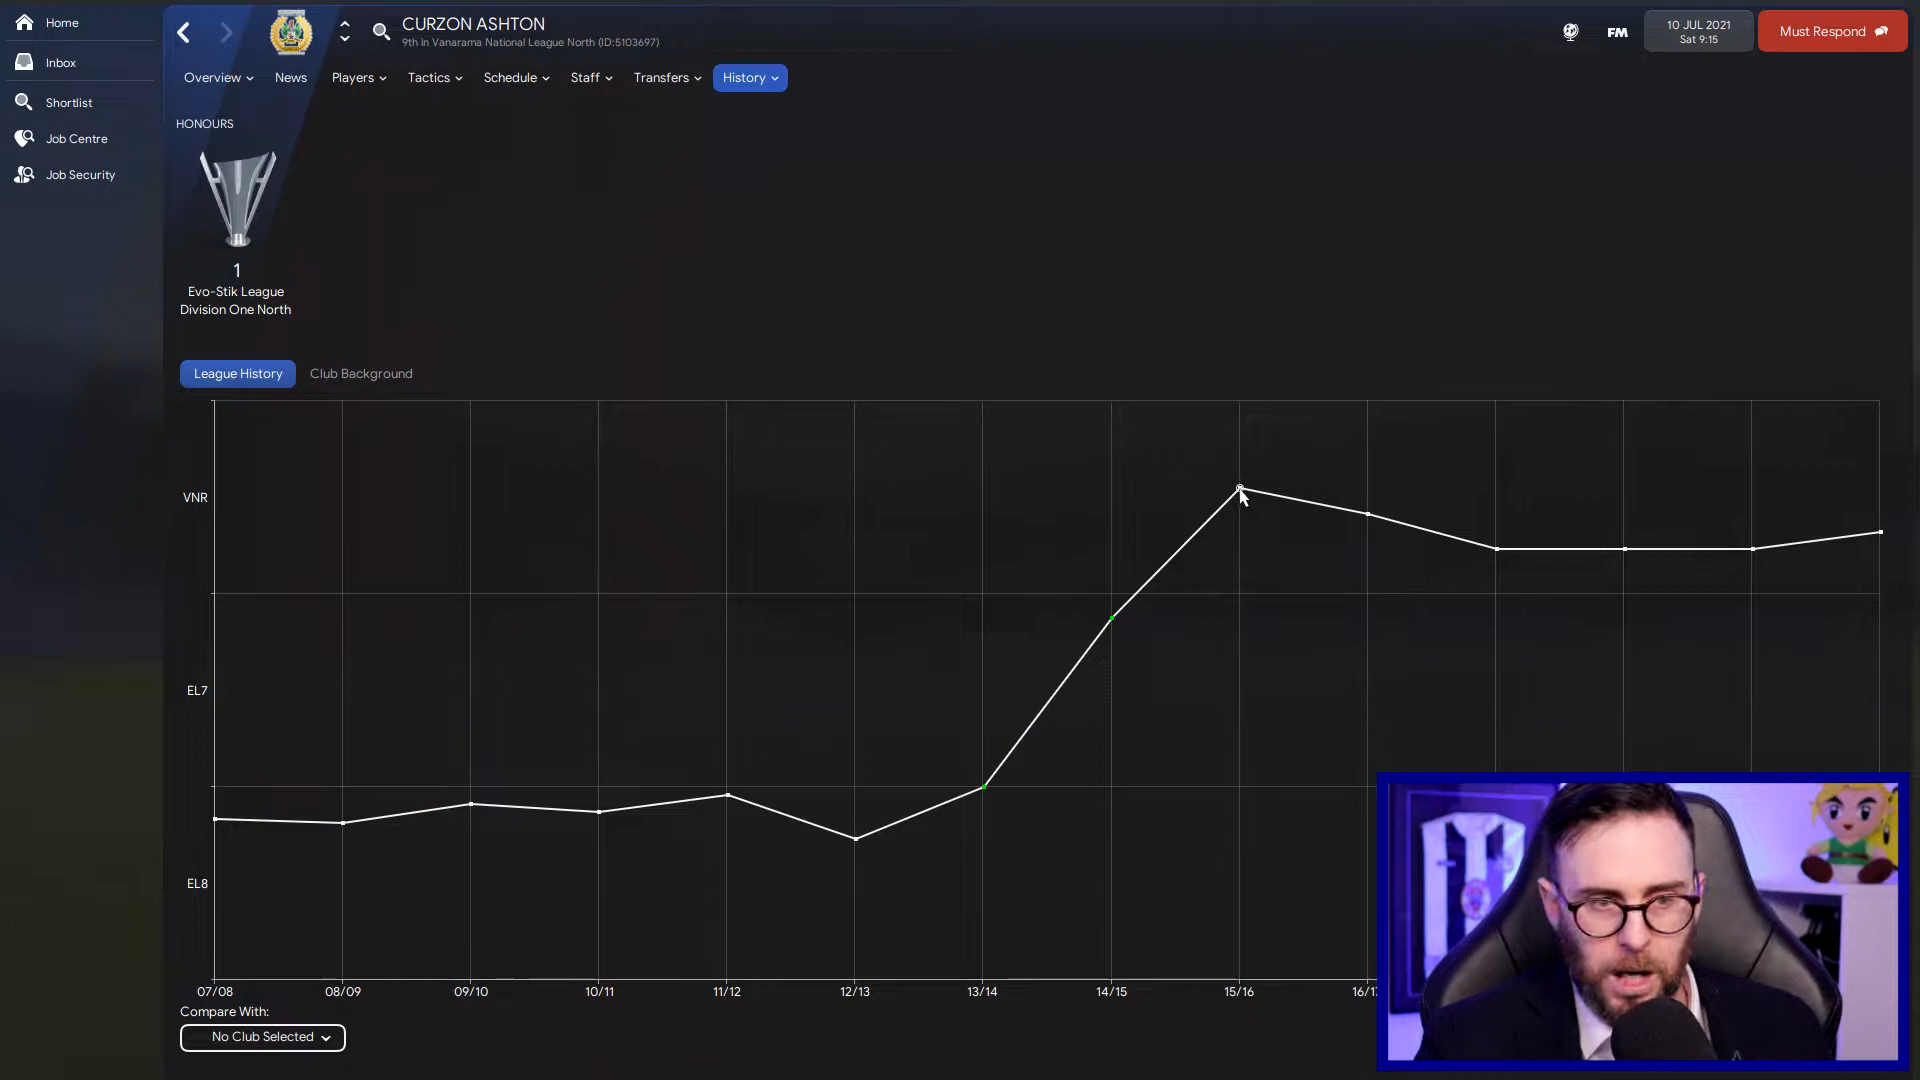 Home
Inbox
Shortlist
Job Centre
Job Security
CURZON ASHTON
9th in Vanarama National League North (ID:5103697)
FM
10 JUL 2021
Sat 9:15
Must Respond
Overview
News
Players
Tactics
Schedule
Staff
Transfers
History
HONOURS
1
Evo-Stik League
Division One North
League History
Club Background
VNR
EL7
EL8
07/08
08/09
09/10
10/11
11/12
12/13
13/14
14/15
15/16
16/1
Compare With:
No Club Selected